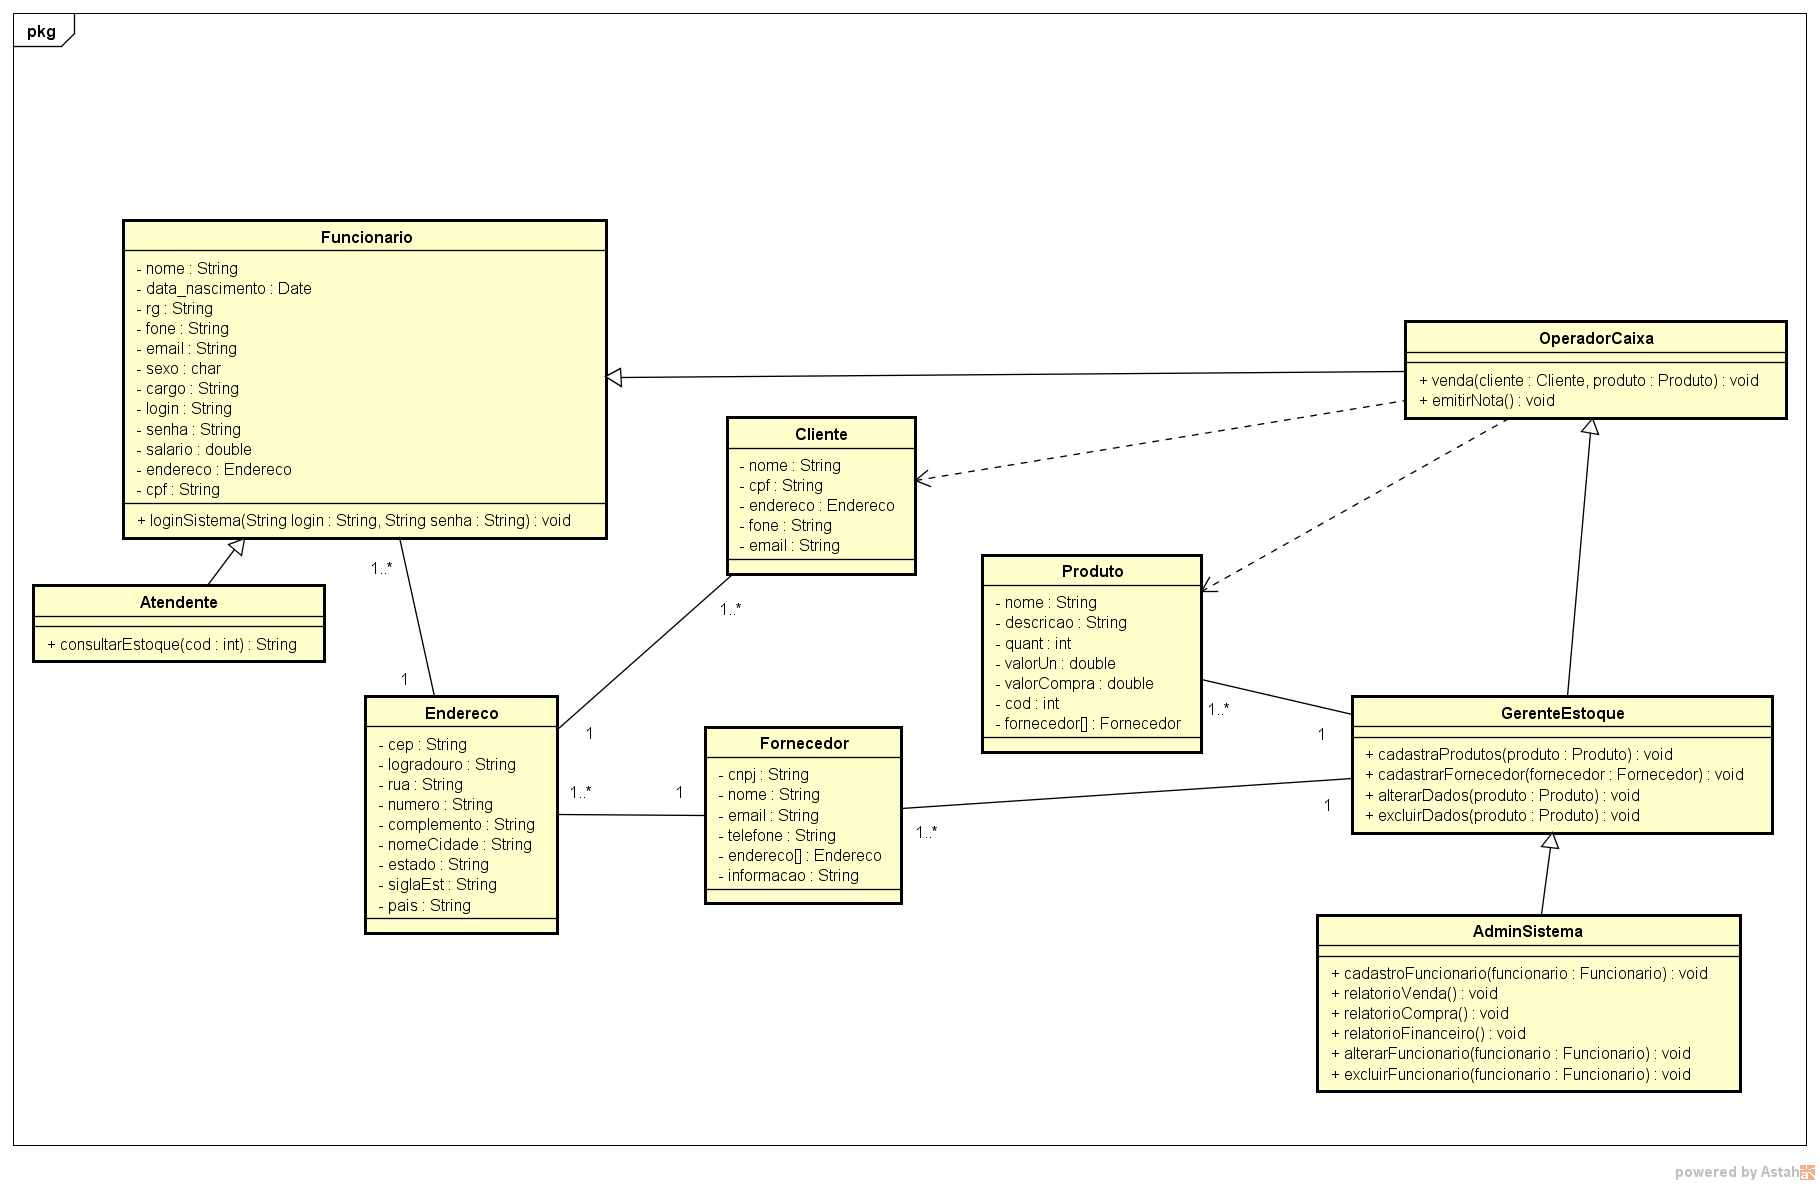 pkg
Funcionario
- nome : String
- data_nascimento : Date
- rg : String
- fone : String
- email : String
- sexo : char
- cargo : String
- login : String
- senha : String
- salario : double
- endereco : Endereco
- cpf : String
+ loginSistema(String login : String, String senha : String) : void
OperadorCaixa
+ venda(cliente : Cliente, produto : Produto) : void
+ emitirNota() : void
Cliente
- nome : String
- cpf : String
- endereco : Endereco
- fone : String
- email : String
1..*
1
1..*
1
Atendente
+ consultarEstoque(cod : int) : String
Produto
- nome : String
- descricao : String
- quant : int
- valorUn : double
- valorCompra : double
- cod : int
- fornecedor[] : Fornecedor
1..*
1
Endereco
- cep : String
- logradouro : String
- rua : String
- numero : String
- complemento : String
- nomeCidade : String
- estado : String
- siglaEst : String
- pais : String
1..*
1
Fornecedor
- cnpj : String
- nome : String
- email : String
- telefone : String
- endereco[] : Endereco
- informacao : String
1..*
1
GerenteEstoque
+ cadastraProdutos(produto : Produto) : void
+ cadastrarFornecedor(fornecedor : Fornecedor) : void
+ alterarDados(produto : Produto) : void
+ excluirDados(produto : Produto) : void
AdminSistema
+ cadastroFuncionario(funcionario : Funcionario) : void
+ relatorioVenda() : void
+ relatorioCompra() : void
+ relatorioFinanceiro() : void
+ alterarFuncionario(funcionario : Funcionario) : void
+ excluirFuncionario(funcionario : Funcionario) : void
powered by Astah